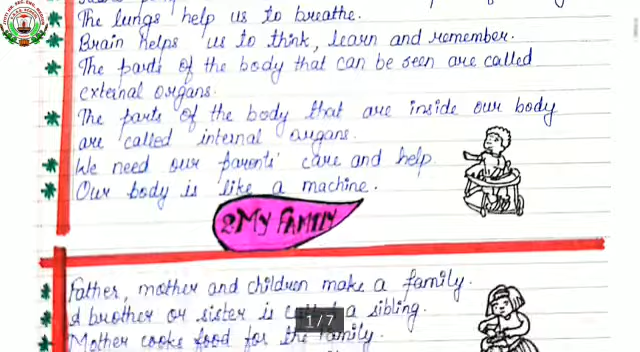 The lungs help us to breathe.
Brain helps us to think, learn and remember.
The parts of the body that can be seen are called
external organs.
The parts of the body that are inside our body
are called internal organs.
We need our parents' care and help.
Our body is like a machine.
2. My FAMILY
Father, mother and children make a family.
A brother or sister is a sibling.
1/7
Mother cooks food for the family.